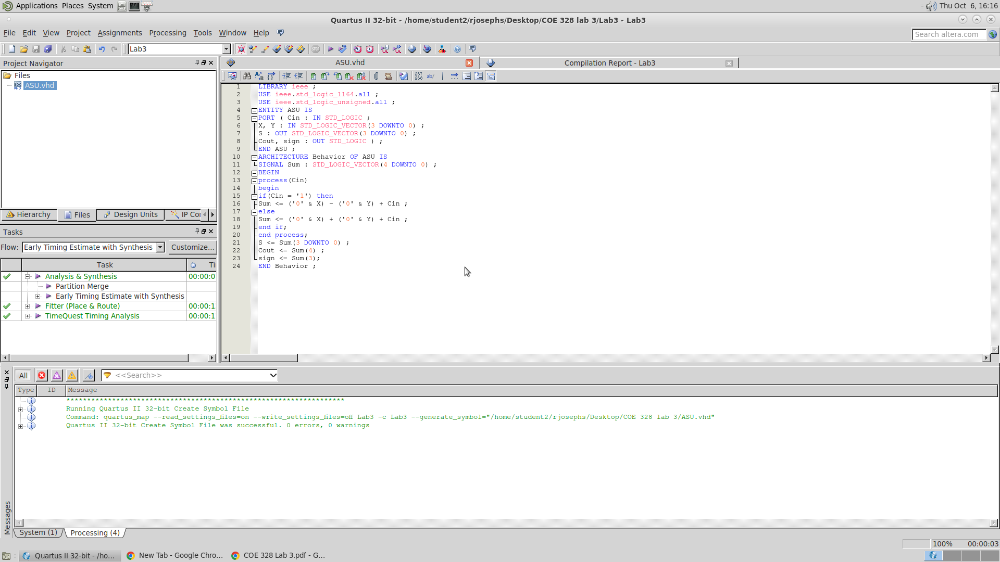 Applications Places System
Thu Oct 6, 16:16
Quartus II 32-bit - /home/student2/rjosephs/Desktop/COE 328 lab 3/Lab3 - Lab3
File Edit View Project Assignments Processing Tools Window Help
Search altera.com
Lab3
Project Navigator
Files
ASU.vhd
Hierarchy Files Design Units IP Co
Tasks
Flow: Early Timing Estimate with Synthesis Customize...
Task Ti
Analysis & Synthesis 00:00:0
Partition Merge
Early Timing Estimate with Synthesis
Fitter (Place & Route) 00:00:1
TimeQuest Timing Analysis 00:00:1
ASU.vhd
Compilation Report - Lab3
267
268
ab/
1 LIBRARY ieee ;
2 USE ieee.std_logic_1164.all ;
3 USE ieee.std_logic_unsigned.all ;
4 ENTITY ASU IS
5 PORT ( Cin : IN STD_LOGIC ;
6 X, Y : IN STD_LOGIC_VECTOR(3 DOWNTO 0) ;
7 S : OUT STD_LOGIC_VECTOR(3 DOWNTO 0) ;
8 Cout, sign : OUT STD_LOGIC ) ;
9 END ASU ;
10 ARCHITECTURE Behavior OF ASU IS
11 SIGNAL Sum : STD_LOGIC_VECTOR(4 DOWNTO 0) ;
12 BEGIN
13 process(Cin)
14 begin
15 if(Cin = '1') then
16 Sum <= ('0' & X) - ('0' & Y) + Cin ;
17 else
18 Sum <= ('0' & X) + ('0' & Y) + Cin ;
19 end if;
20 end process;
21 S <= Sum(3 DOWNTO 0) ;
22 Cout <= Sum(4) ;
23 sign <= Sum(3);
24 END Behavior ;
All <<Search>>
Type ID Message
*******************************************************************
Running Quartus II 32-bit Create Symbol File
Command: quartus_map --read_settings_files=on --write_settings_files=off Lab3 -c Lab3 --generate_symbol="/home/student2/rjosephs/Desktop/COE 328 lab 3/ASU.vhd"
Quartus II 32-bit Create Symbol File was successful. 0 errors, 0 warnings
Messages
System (1) Processing (4)
100% 00:00:03
Quartus II 32-bit - /ho... New Tab - Google Chro... COE 328 Lab 3.pdf - G...